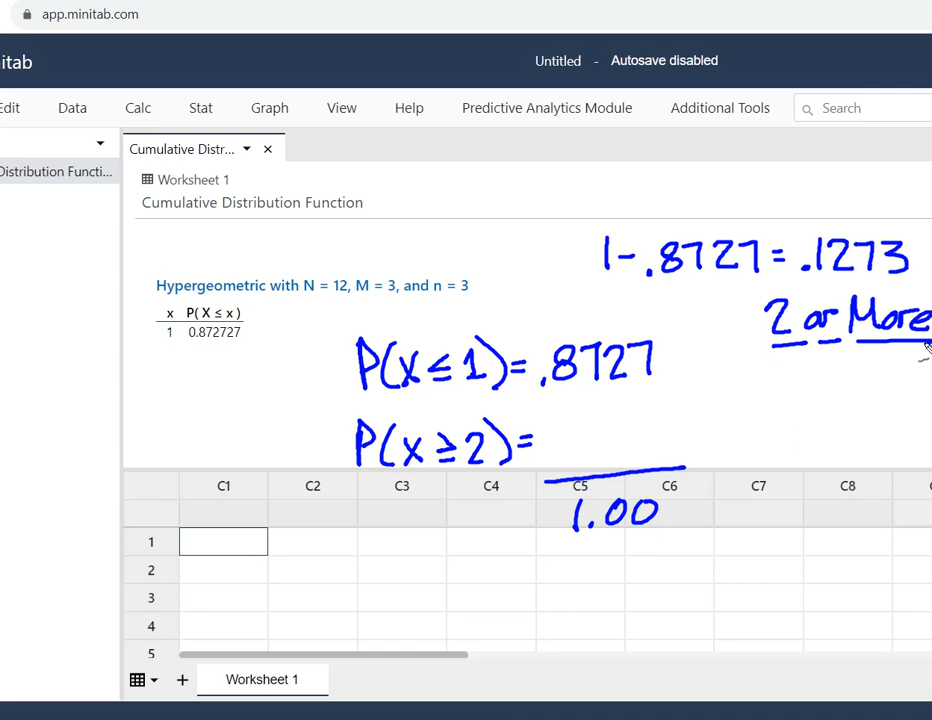 app.minitab.com
itab
Untitled - Autosave disabled
Edit Data Calc Stat Graph View Help Predictive Analytics Module Additional Tools Search
Cumulative Distr...
Distribution Functi...
Worksheet 1
Cumulative Distribution Function
1-.8727=.1273
Hypergeometric with N = 12, M = 3, and n = 3
2 or More
x P( X ≤ x )
1 0.872727
P(x≤1)=.8727
P(x≥2)=
C1 C2 C3 C4 C5 C6 C7 C8
1.00
1
2
3
4
5
+ Worksheet 1